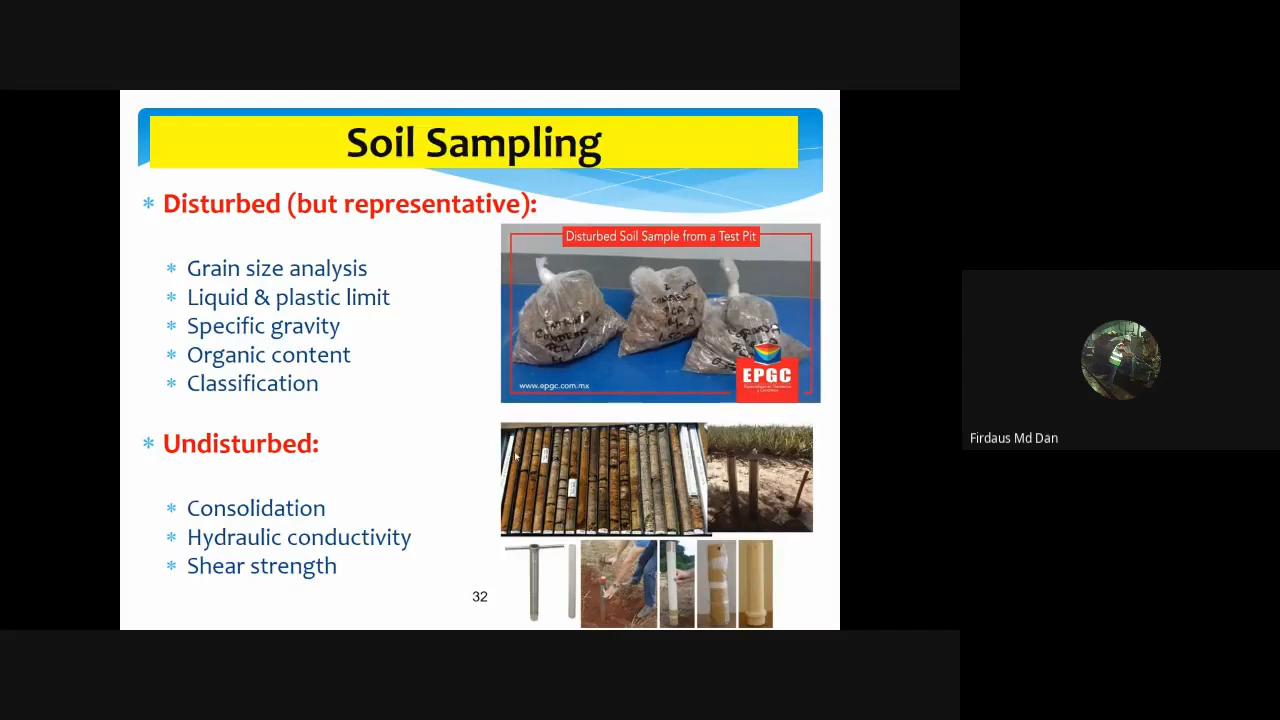 Soil Sampling
* Disturbed (but representative):
Disturbed Soil Sample from a Test Pit
* Grain size analysis
* Liquid & plastic limit
* Specific gravity
* Organic content
* Classification
EPGC
www.epgc.com.mx
* Undisturbed:
* Consolidation
* Hydraulic conductivity
* Shear strength
32
Firdaus Md Dan